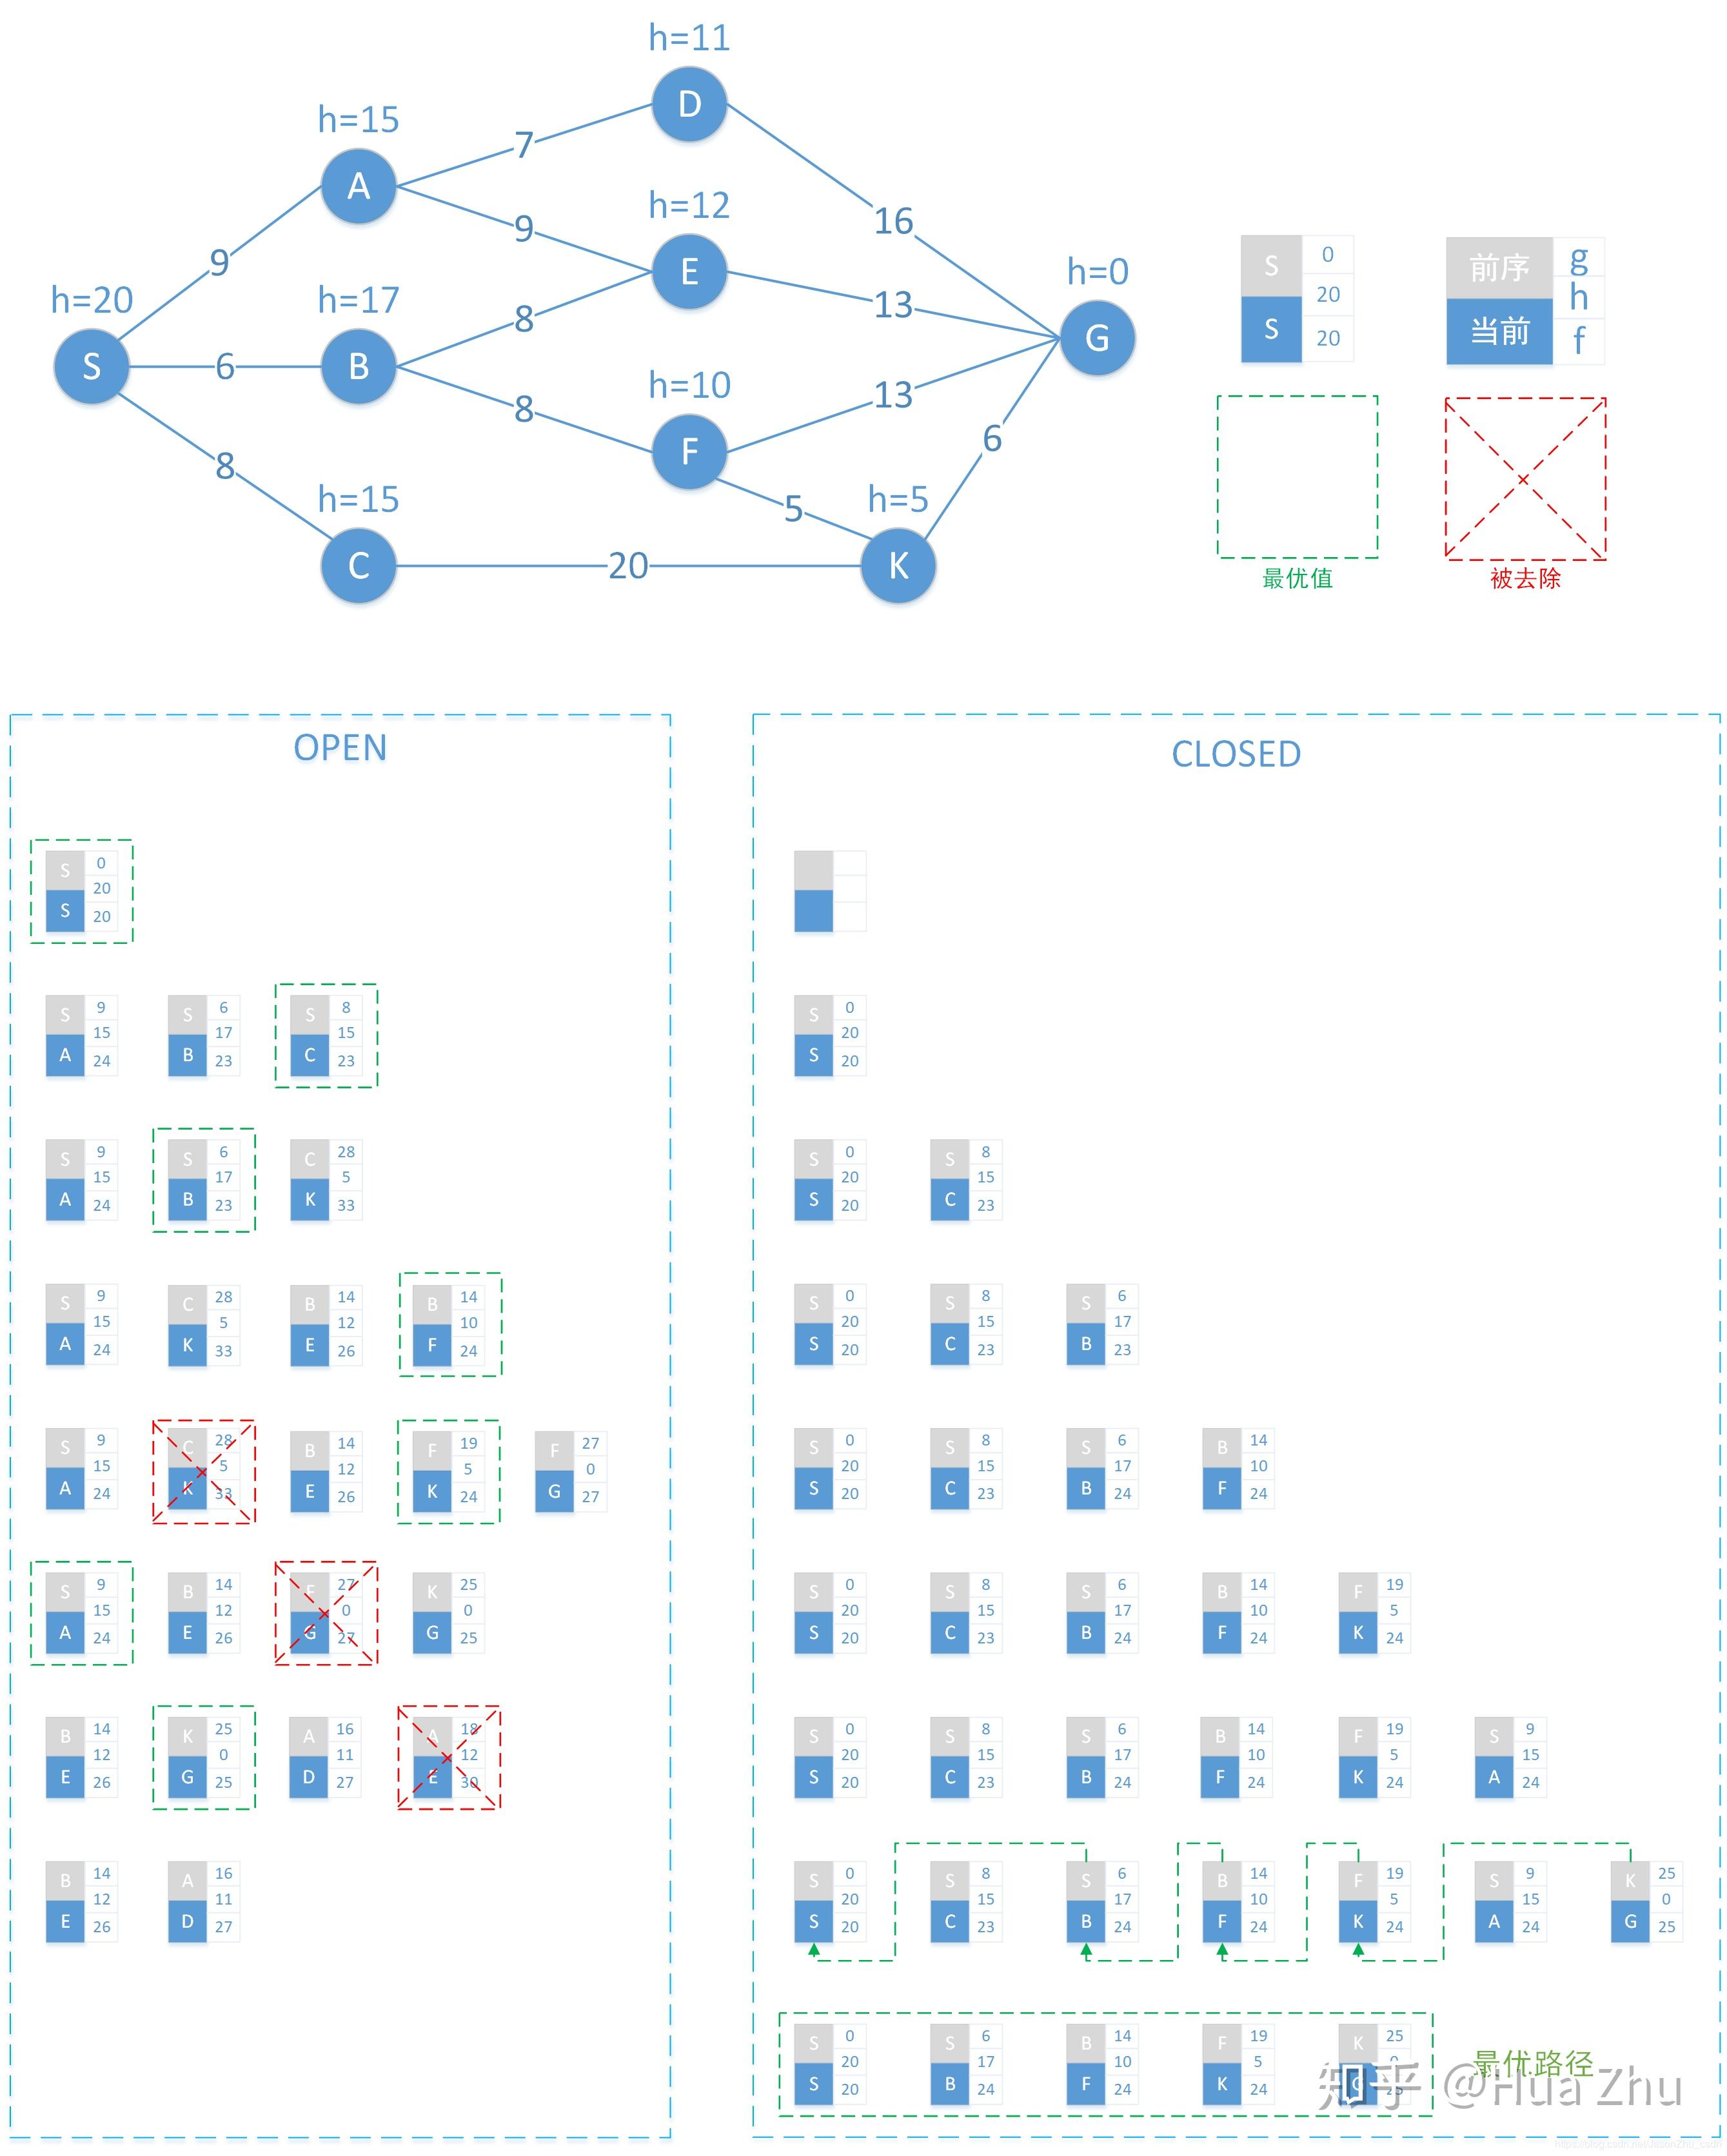 h=11
D
h=15
A
7
16
h=12
9
E
9
h=0
h=20
h=17
8
13
G
S
6
B
h=10
8
13
F
6
8
h=15
h=5
5
C
20
K
S 0
20
S 20
前序 g
h
当前 f
最优值
被去除
OPEN
S 0
20
S 20
S 9 S 6 S 8
15 17 15
A 24 B 23 C 23
S 9 S 6 C 28
15 17 5
A 24 B 23 K 33
S 9 C 28 B 14 B 14
15 5 12 10
A 24 K 33 E 26 F 24
S 9 C 28 B 14 F 19 F 27
15 5 12 5 0
A 24 K 33 E 26 K 24 G 27
S 9 B 14 F 27 K 25
15 12 0 0
A 24 E 26 G 27 G 25
B 14 K 25 A 16 A 18
12 0 11 12
E 26 G 25 D 27 E 30
B 14 A 16
12 11
E 26 D 27
CLOSED
S 0
20
S 20
S 0 S 8
20 15
S 20 C 23
S 0 S 8 S 6
20 15 17
S 20 C 23 B 23
S 0 S 8 S 6 B 14
20 15 17 10
S 20 C 23 B 24 F 24
S 0 S 8 S 6 B 14 F 19
20 15 17 10 5
S 20 C 23 B 24 F 24 K 24
S 0 S 8 S 6 B 14 F 19 S 9
20 15 17 10 5 15
S 20 C 23 B 24 F 24 K 24 A 24
S 0 S 8 S 6 B 14 F 19 S 9 K 25
20 15 17 10 5 15 0
S 20 C 23 B 24 F 24 K 24 A 24 G 25
S 0 S 6 B 14 F 19 K 25
20 17 10 5 0
S 20 B 24 F 24 K 24 G 25
最优路径
知乎 @Hua Zhu